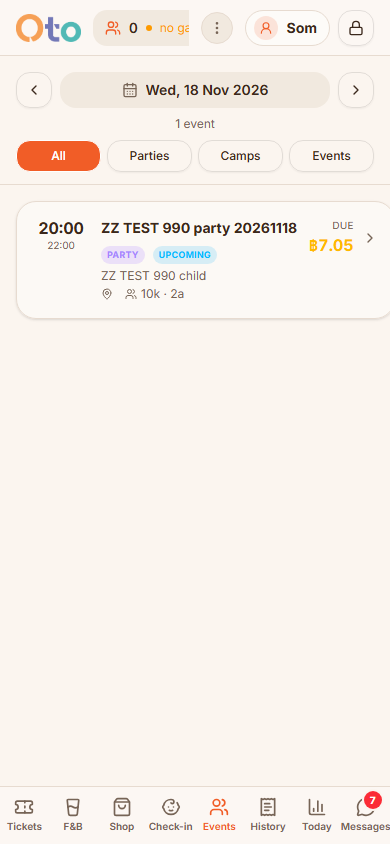 Oto
0 • no ga
Som
Wed, 18 Nov 2026
1 event
All
Parties
Camps
Events
20:00
22:00
ZZ TEST 990 party 20261118
PARTY
UPCOMING
ZZ TEST 990 child
10k · 2a
DUE
฿7.05
7
Tickets
F&B
Shop
Check-in
Events
History
Today
Messages